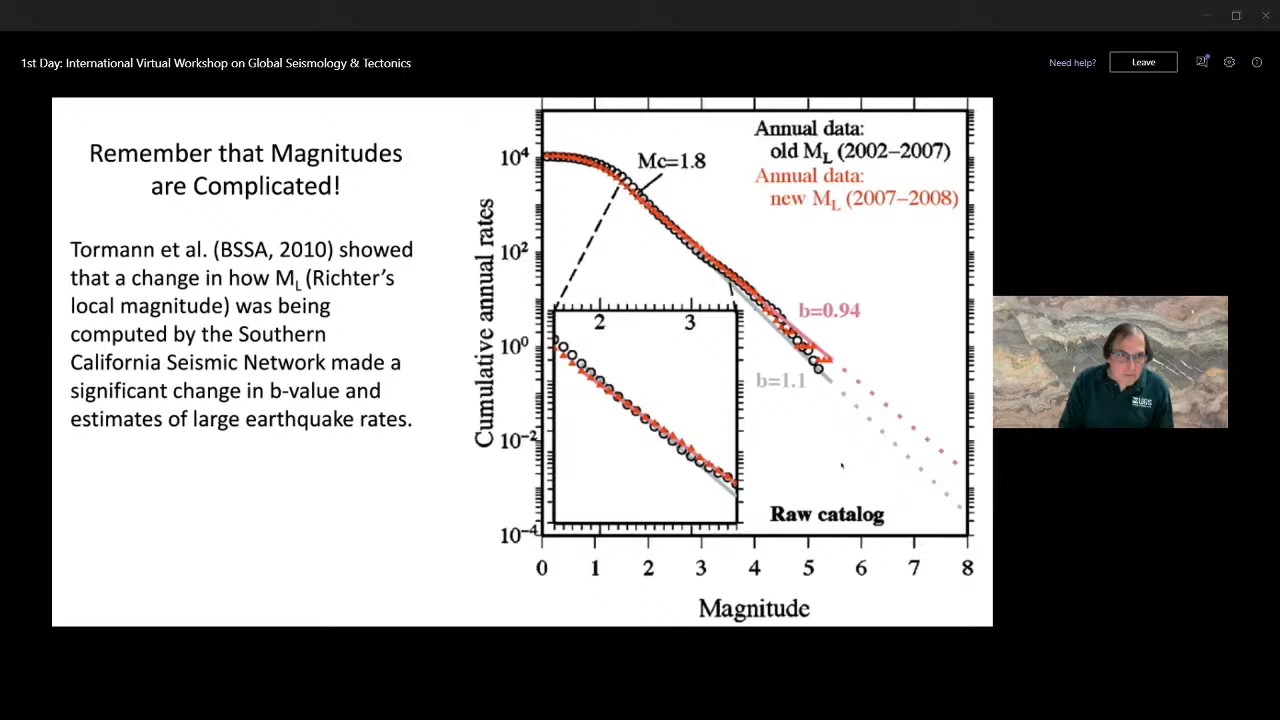 1st Day: International Virtual Workshop on Global Seismology & Tectonics
Need help?
Leave
Remember that Magnitudes
are Complicated!
Tormann et al. (BSSA, 2010) showed
that a change in how ML (Richter's
local magnitude) was being
computed by the Southern
California Seismic Network made a
significant change in b-value and
estimates of large earthquake rates.
Annual data:
old ML (2002–2007)
Annual data:
new ML (2007–2008)
Mc=1.8
b=0.94
b=1.1
2 3
Raw catalog
Cumulative annual rates
10⁴
10²
10⁰
10⁻²
10⁻⁴
0 1 2 3 4 5 6 7 8
Magnitude
USGS